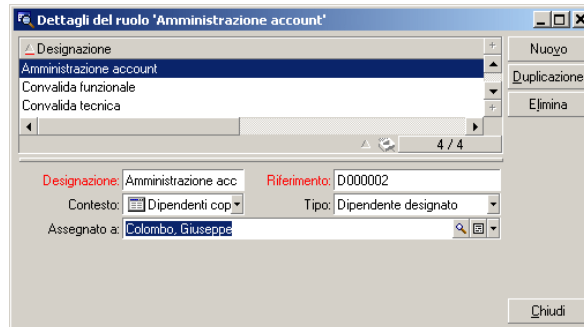 Dettagli del ruolo 'Amministrazione account'
Designazione
Nuovo
Amministrazione account
Duplicazione
Convalida funzionale
Convalida tecnica
Elimina
4 / 4
Designazione: Amministrazione acc Riferimento: D000002
Contesto: Dipendenti cop Tipo: Dipendente designato
Assegnato a: Colombo, Giuseppe
Chiudi